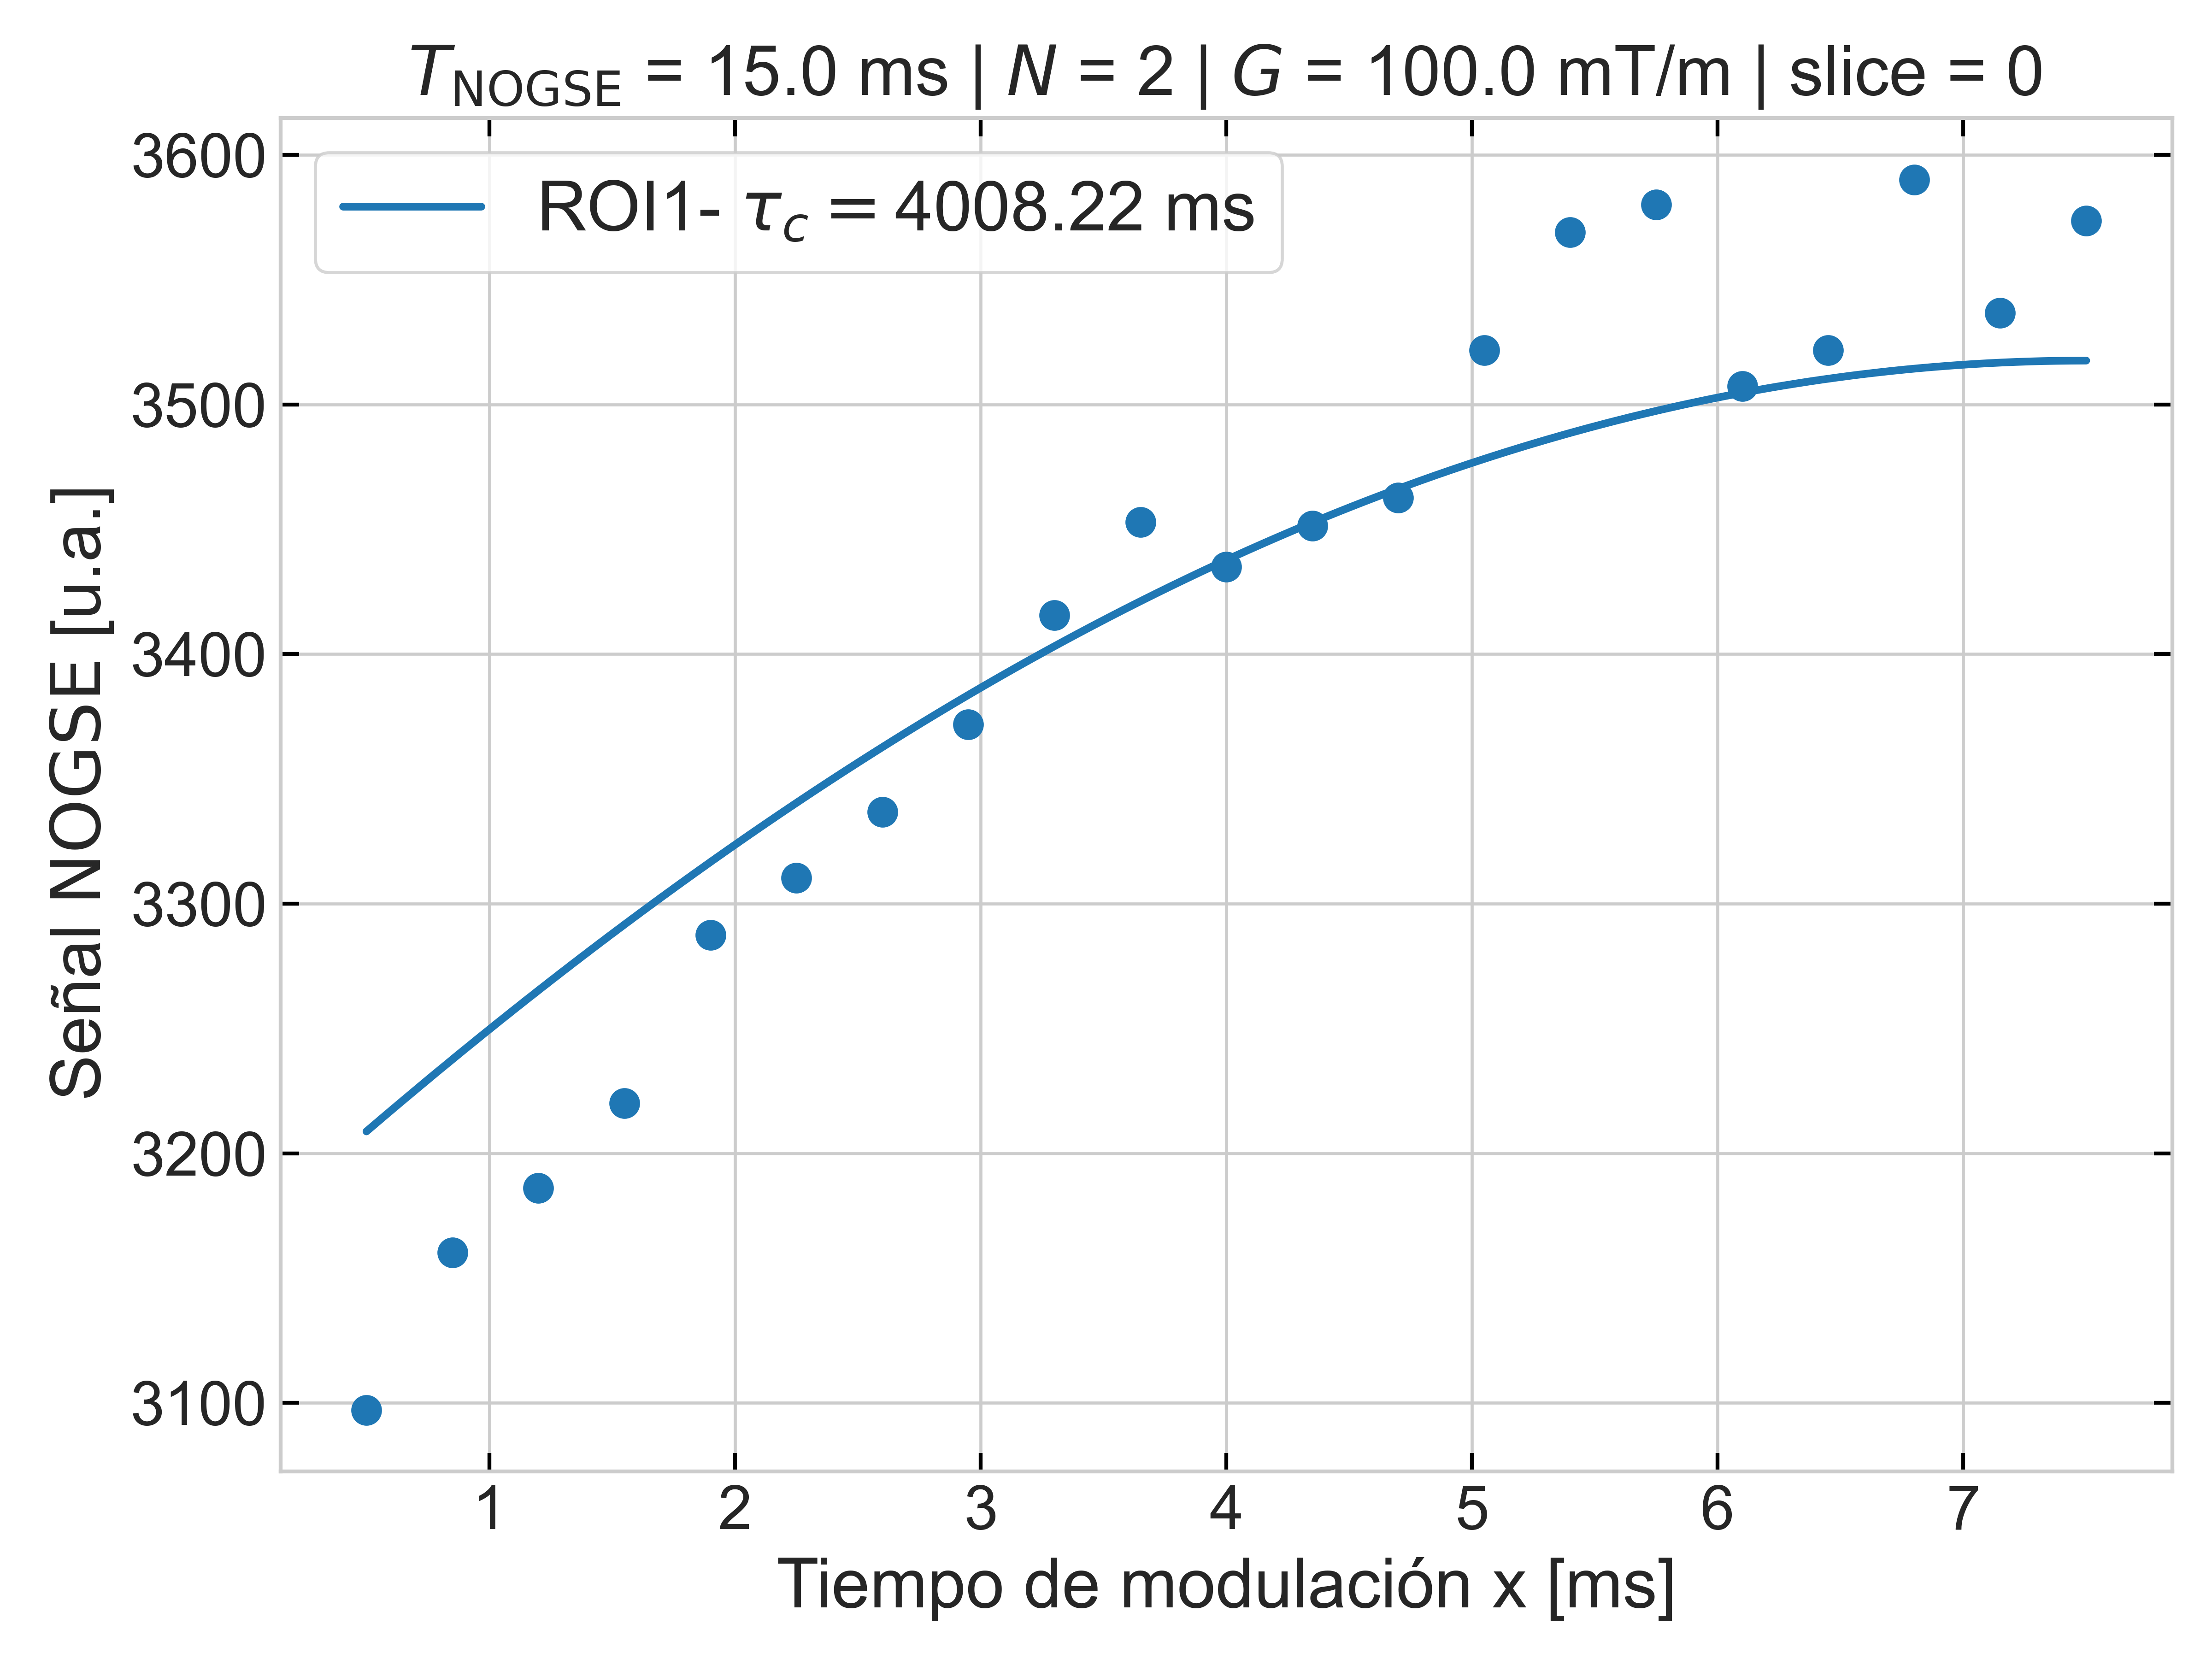 T_NOGSE = 15.0 ms | N = 2 | G = 100.0 mT/m | slice = 0
ROI1- τ_c = 4008.22 ms
Señal NOGSE [u.a.]
3600
3500
3400
3300
3200
3100
1 2 3 4 5 6 7
Tiempo de modulación x [ms]